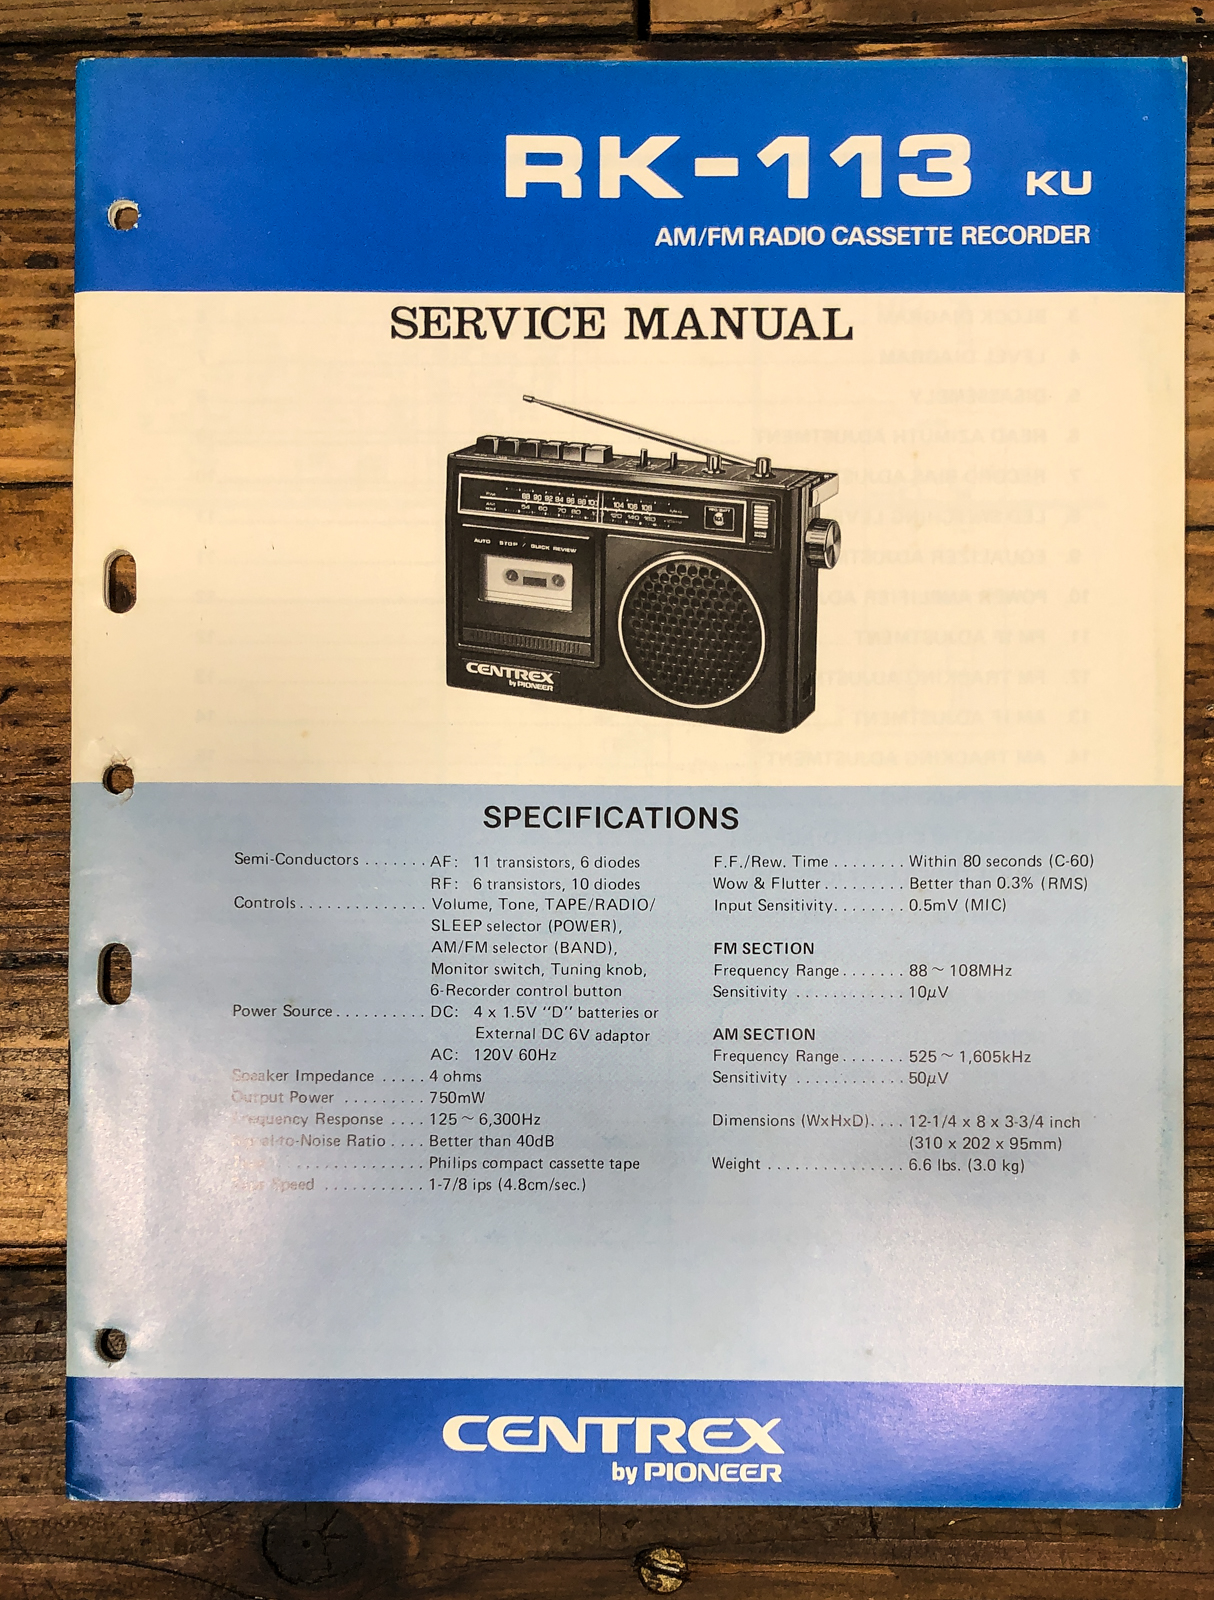 RK-113 KU
AM/FM RADIO CASSETTE RECORDER
SERVICE MANUAL
AUTO STOP / QUICK REVIEW
CENTREX
by PIONEER
SPECIFICATIONS
Semi-Conductors ....... AF: 11 transistors, 6 diodes
RF: 6 transistors, 10 diodes
Controls.............. Volume, Tone, TAPE/RADIO/
SLEEP selector (POWER),
AM/FM selector (BAND),
Monitor switch, Tuning knob,
6-Recorder control button
Power Source.......... DC: 4 x 1.5V "D" batteries or
External DC 6V adaptor
AC: 120V 60Hz
Speaker Impedance ..... 4 ohms
Output Power ......... 750mW
Frequency Response .... 125 ~ 6,300Hz
Signal-to-Noise Ratio .... Better than 40dB
Philips compact cassette tape
Speed ........... 1-7/8 ips (4.8cm/sec.)
F.F./Rew. Time ........ Within 80 seconds (C-60)
Wow & Flutter......... Better than 0.3% (RMS)
Input Sensitivity........ 0.5mV (MIC)
FM SECTION
Frequency Range....... 88 ~ 108MHz
Sensitivity ............ 10μV
AM SECTION
Frequency Range....... 525 ~ 1,605kHz
Sensitivity ............ 50μV
Dimensions (WxHxD).... 12-1/4 x 8 x 3-3/4 inch
(310 x 202 x 95mm)
Weight ............... 6.6 lbs. (3.0 kg)
CENTREX
by PIONEER